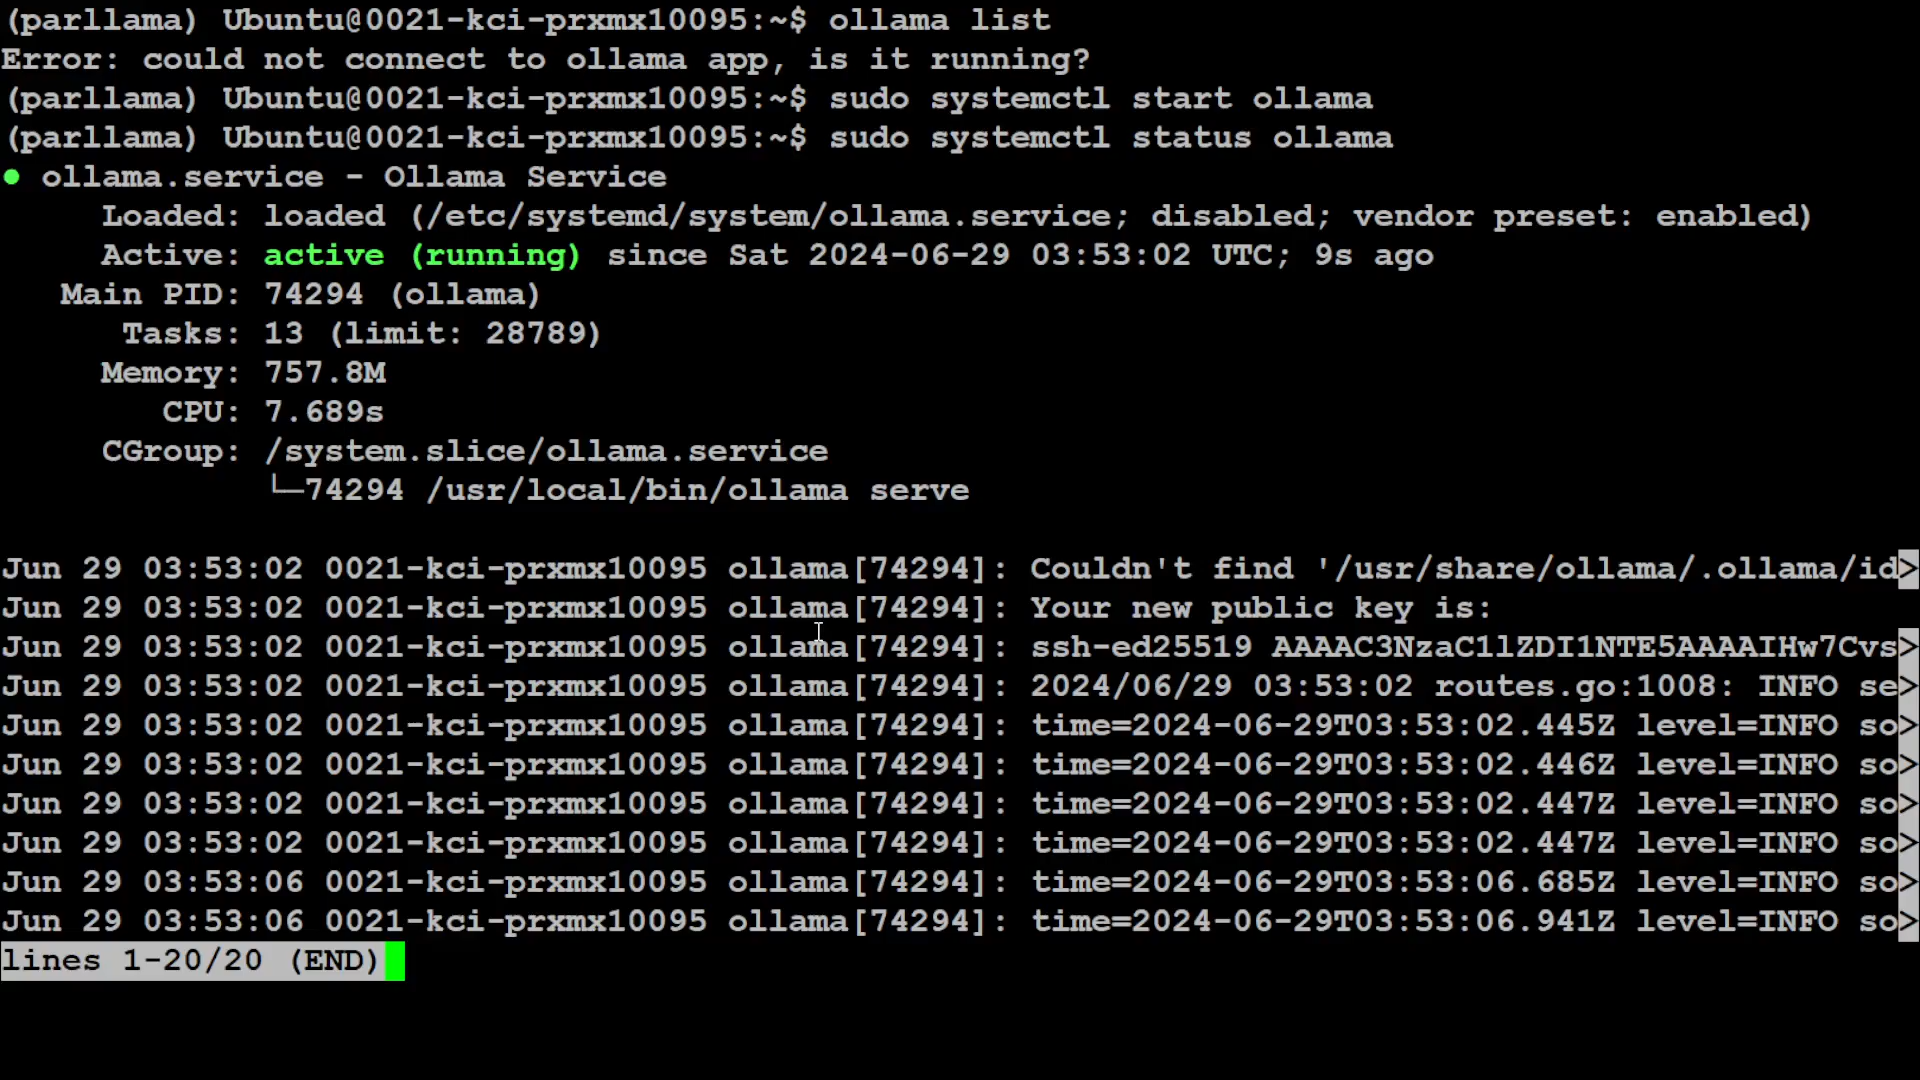 (parllama) Ubuntu@0021-kci-prxmx10095:~$ ollama list
Error: could not connect to ollama app, is it running?
(parllama) Ubuntu@0021-kci-prxmx10095:~$ sudo systemctl start ollama
(parllama) Ubuntu@0021-kci-prxmx10095:~$ sudo systemctl status ollama
● ollama.service - Ollama Service
     Loaded: loaded (/etc/systemd/system/ollama.service; disabled; vendor preset: enabled)
     Active: active (running) since Sat 2024-06-29 03:53:02 UTC; 9s ago
   Main PID: 74294 (ollama)
      Tasks: 13 (limit: 28789)
     Memory: 757.8M
        CPU: 7.689s
     CGroup: /system.slice/ollama.service
             └─74294 /usr/local/bin/ollama serve

Jun 29 03:53:02 0021-kci-prxmx10095 ollama[74294]: Couldn't find '/usr/share/ollama/.ollama/id>
Jun 29 03:53:02 0021-kci-prxmx10095 ollama[74294]: Your new public key is:
Jun 29 03:53:02 0021-kci-prxmx10095 ollama[74294]: ssh-ed25519 AAAAC3NzaC1lZDI1NTE5AAAAIHw7Cvs>
Jun 29 03:53:02 0021-kci-prxmx10095 ollama[74294]: 2024/06/29 03:53:02 routes.go:1008: INFO se>
Jun 29 03:53:02 0021-kci-prxmx10095 ollama[74294]: time=2024-06-29T03:53:02.445Z level=INFO so>
Jun 29 03:53:02 0021-kci-prxmx10095 ollama[74294]: time=2024-06-29T03:53:02.446Z level=INFO so>
Jun 29 03:53:02 0021-kci-prxmx10095 ollama[74294]: time=2024-06-29T03:53:02.447Z level=INFO so>
Jun 29 03:53:02 0021-kci-prxmx10095 ollama[74294]: time=2024-06-29T03:53:02.447Z level=INFO so>
Jun 29 03:53:06 0021-kci-prxmx10095 ollama[74294]: time=2024-06-29T03:53:06.685Z level=INFO so>
Jun 29 03:53:06 0021-kci-prxmx10095 ollama[74294]: time=2024-06-29T03:53:06.941Z level=INFO so>
lines 1-20/20 (END)